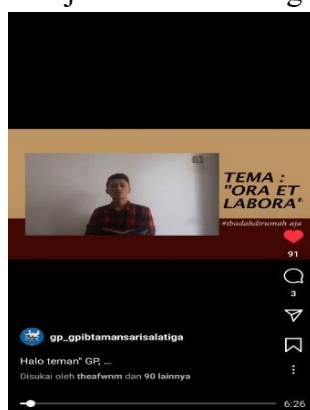 TEMA :
"ORA ET
LABORA"
#ibadahdirumah aja
91
3
gp_gpibtamansarisalatiga
Halo teman" GP, ...
Disukai oleh theafwnm dan 90 lainnya
6:26